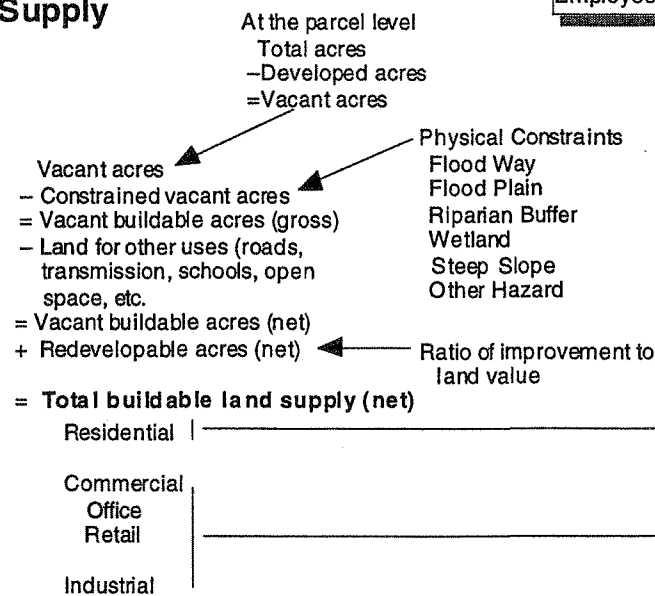 Supply
Employees
At the parcel level
Total acres
–Developed acres
=Vacant acres
Physical Constraints
Flood Way
Flood Plain
Riparian Buffer
Wetland
Steep Slope
Other Hazard
Vacant acres
– Constrained vacant acres
= Vacant buildable acres (gross)
– Land for other uses (roads,
transmission, schools, open
space, etc.
= Vacant buildable acres (net)
+ Redevelopable acres (net)
Ratio of improvement to
land value
= Total buildable land supply (net)
Residential
Commercial
Office
Retail
Industrial